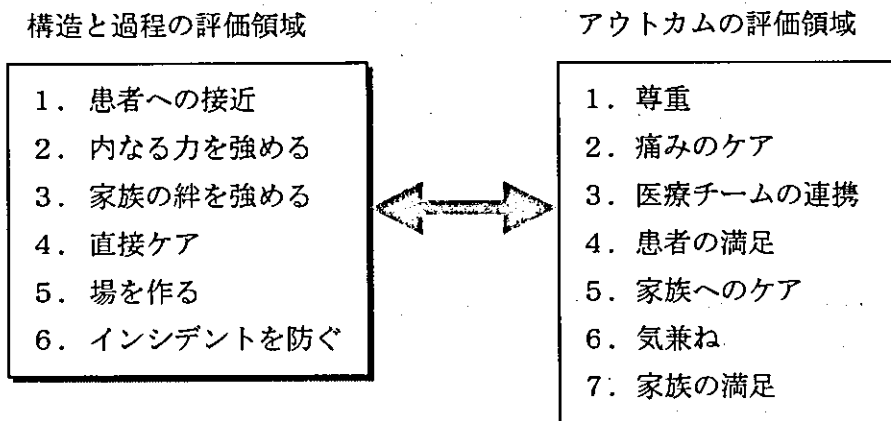 構造と過程の評価領域
1. 患者への接近
2. 内なる力を強める
3. 家族の絆を強める
4. 直接ケア
5. 場を作る
6. インシデントを防ぐ
アウトカムの評価領域
1. 尊重
2. 痛みのケア
3. 医療チームの連携
4. 患者の満足
5. 家族へのケア
6. 気兼ね
7. 家族の満足